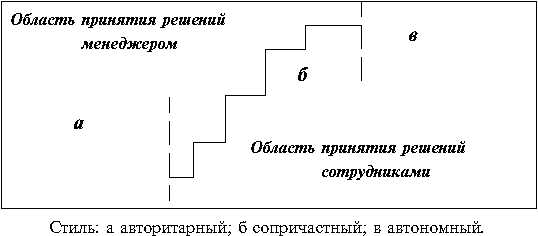 Область принятия решений
менеджером
в
б
а
Область принятия решений
сотрудниками
Стиль: а авторитарный; б сопричастный; в автономный.